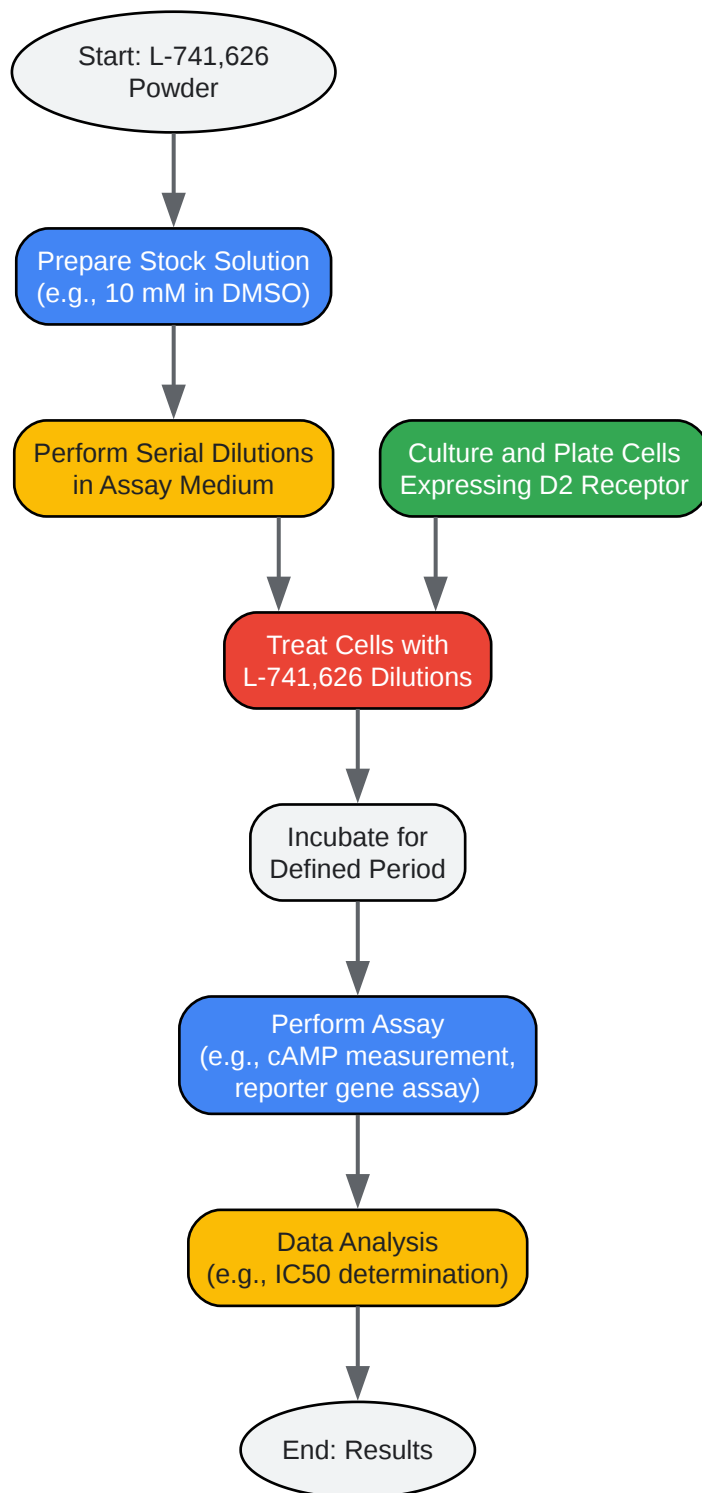 Start: L-741,626
Powder
Prepare Stock Solution
(e.g., 10 mM in DMSO)
Perform Serial Dilutions
in Assay Medium
Culture and Plate Cells
Expressing D2 Receptor
Treat Cells with
L-741,626 Dilutions
Incubate for
Defined Period
Perform Assay
(e.g., cAMP measurement,
reporter gene assay)
Data Analysis
(e.g., IC50 determination)
End: Results